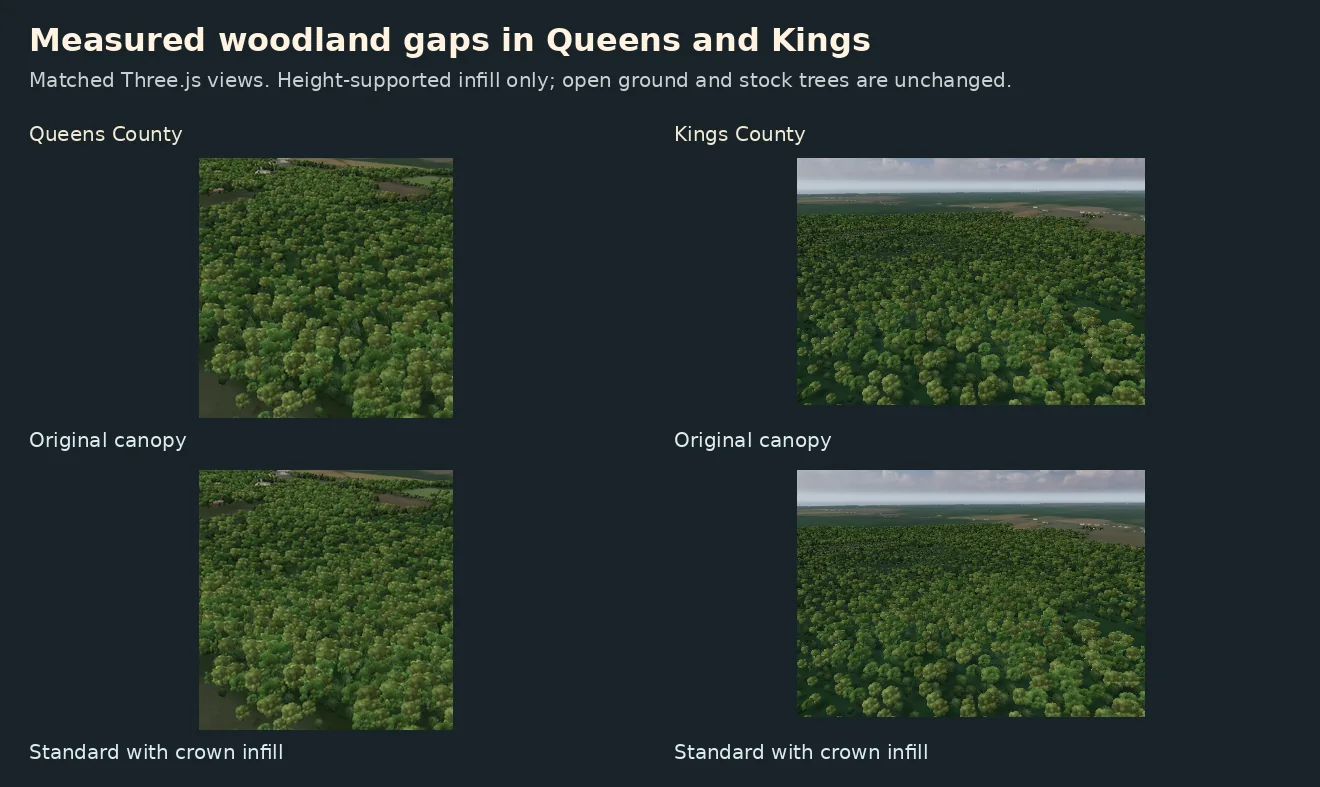 Measured woodland gaps in Queens and Kings
Matched Three.js views. Height-supported infill only; open ground and stock trees are unchanged.
Queens County
Kings County
Original canopy
Original canopy
Standard with crown infill
Standard with crown infill